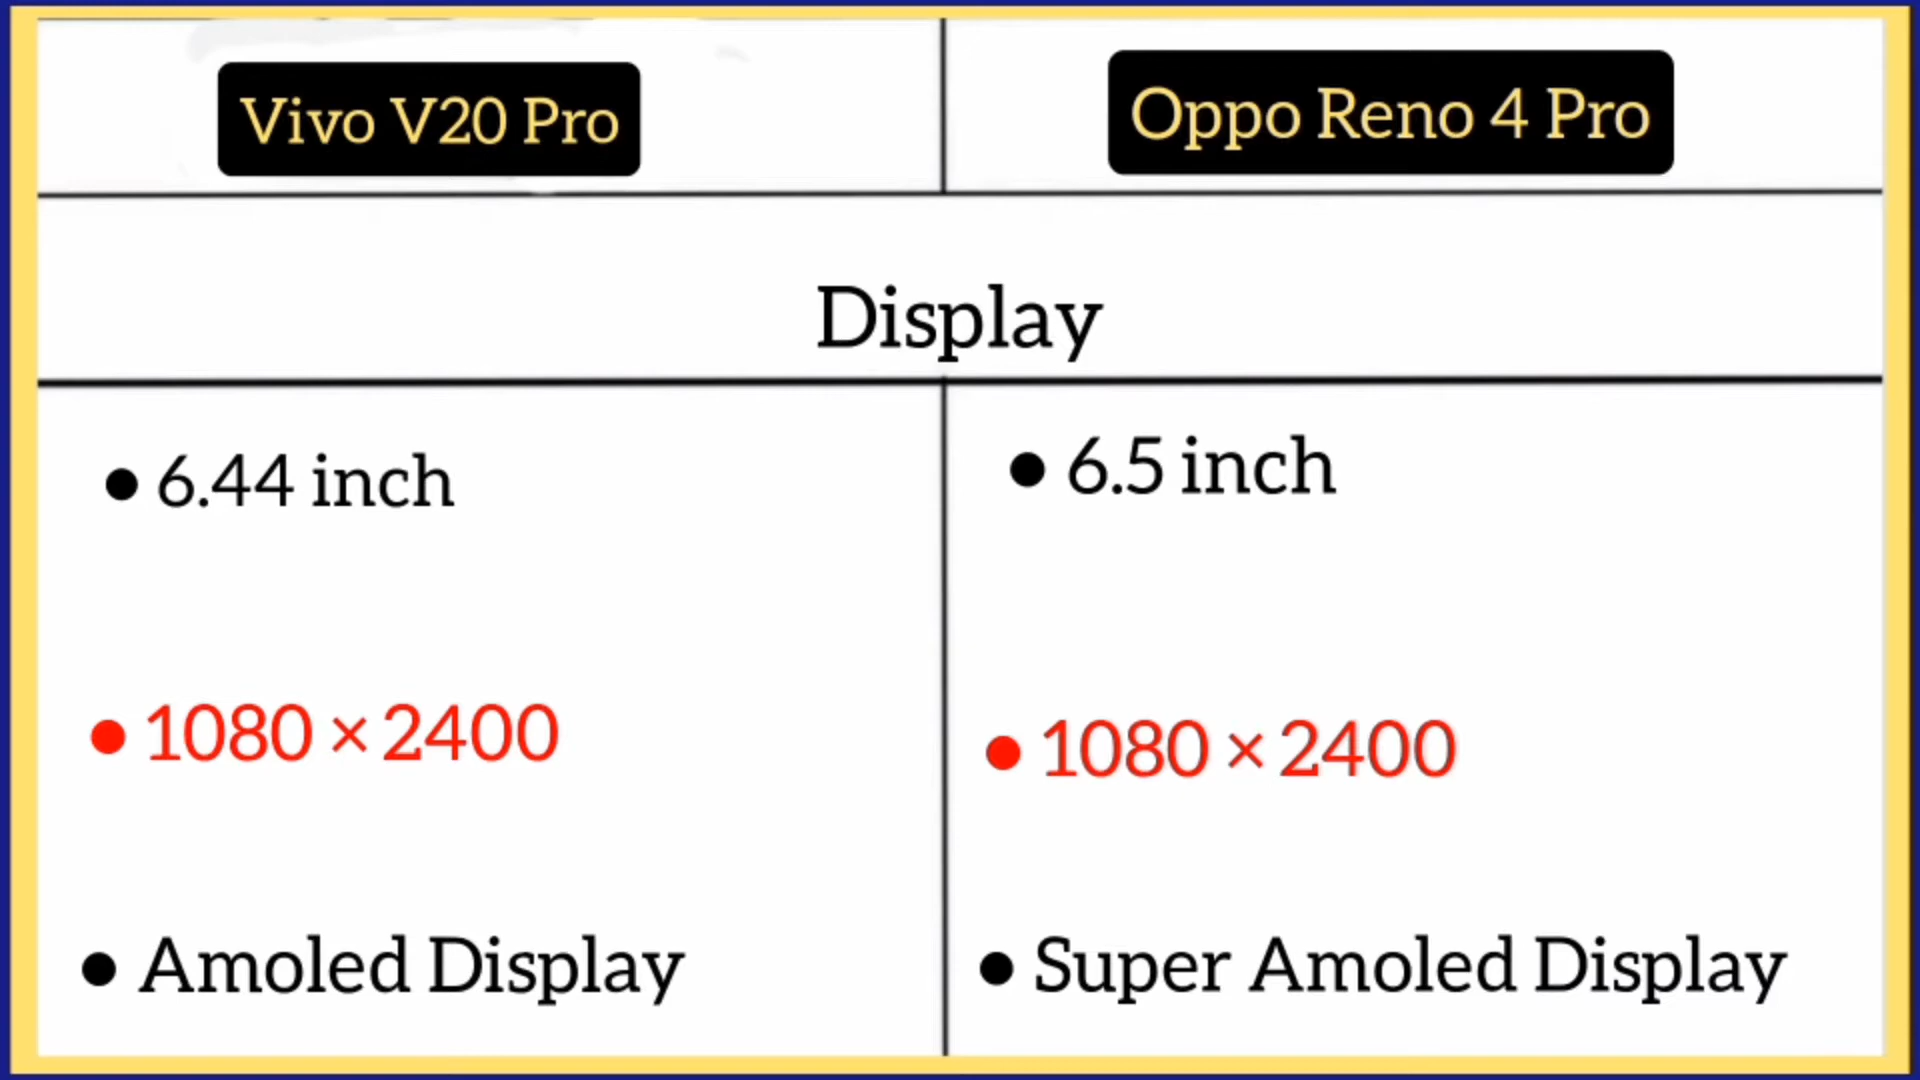 Vivo V20 Pro
Oppo Reno 4 Pro
Display
● 6.44 inch
● 6.5 inch
● 1080 × 2400
● 1080 × 2400
● Amoled Display
● Super Amoled Display